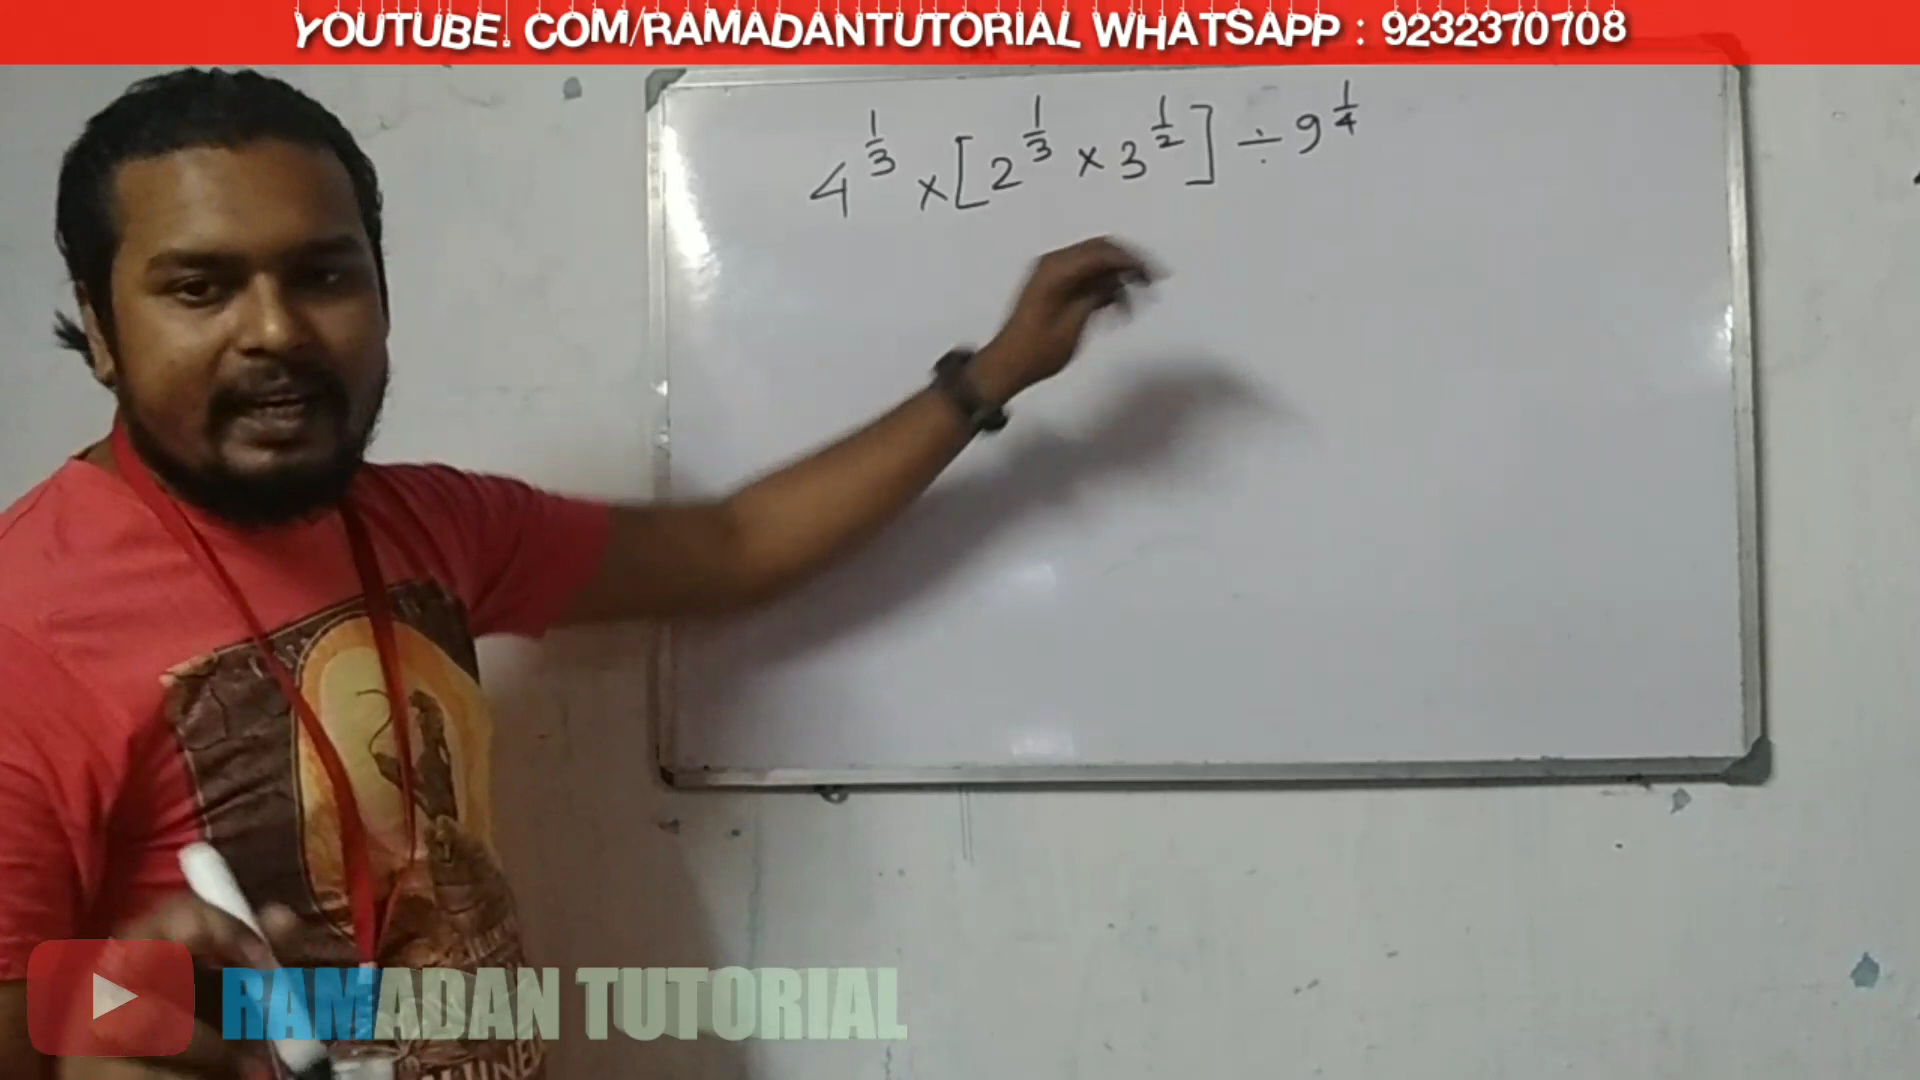 YOUTUBE. COM/RAMADANTUTORIAL WHATSAPP : 9232370708
4^{1/3} × [2^{1/3} × 3^{1/2}] ÷ 9^{1/4}
RAMADAN TUTORIAL